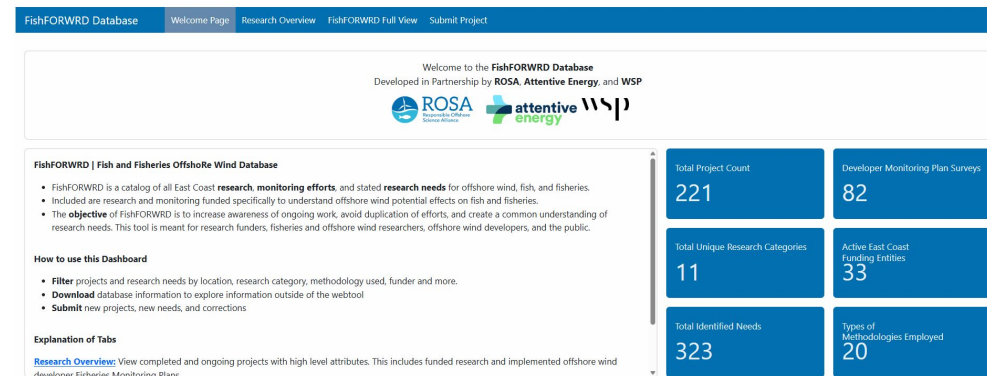 FishFORWRD Database
Welcome Page
Research Overview
FishFORWRD Full View
Submit Project
Welcome to the FishFORWRD Database
Developed in Partnership by ROSA, Attentive Energy, and WSP
ROSA
Responsible Offshore
Science Alliance
attentive
energy
wsp
FishFORWRD | Fish and Fisheries OffshoRe Wind Database
• FishFORWRD is a catalog of all East Coast research, monitoring efforts, and stated research needs for offshore wind, fish, and fisheries.
• Included are research and monitoring funded specifically to understand offshore wind potential effects on fish and fisheries.
• The objective of FishFORWRD is to increase awareness of ongoing work, avoid duplication of efforts, and create a common understanding of
research needs. This tool is meant for research funders, fisheries and offshore wind researchers, offshore wind developers, and the public.
How to use this Dashboard
• Filter projects and research needs by location, research category, methodology used, funder and more.
• Download database information to explore information outside of the webtool
• Submit new projects, new needs, and corrections
Explanation of Tabs
Research Overview: View completed and ongoing projects with high level attributes. This includes funded research and implemented offshore wind
developer Fisheries Monitoring Plans
Total Project Count
221
Developer Monitoring Plan Surveys
82
Total Unique Research Categories
11
Active East Coast
Funding Entities
33
Total Identified Needs
323
Types of
Methodologies Employed
20